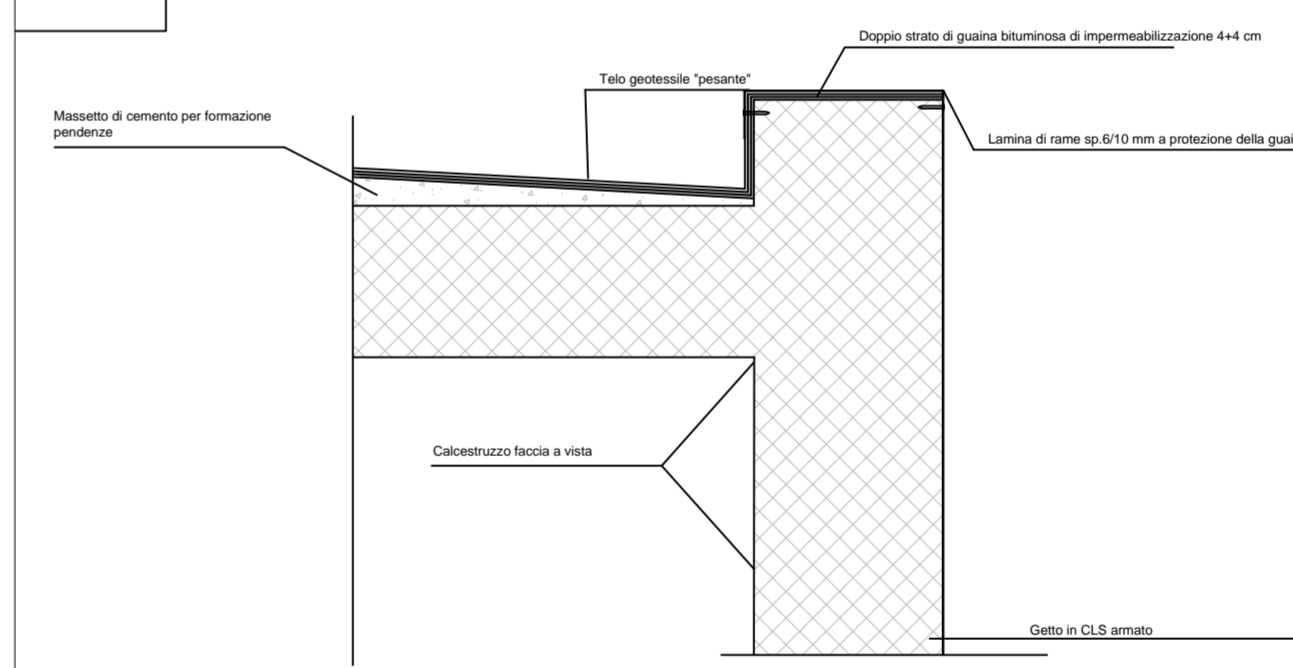 Doppio strato di guaina bituminosa di impermeabilizzazione 4+4 cm
Telo geotessile "pesante"
Massetto di cemento per formazione
pendenze
Lamina di rame sp.6/10 mm a protezione della guai
Calcestruzzo faccia a vista
Getto in CLS armato